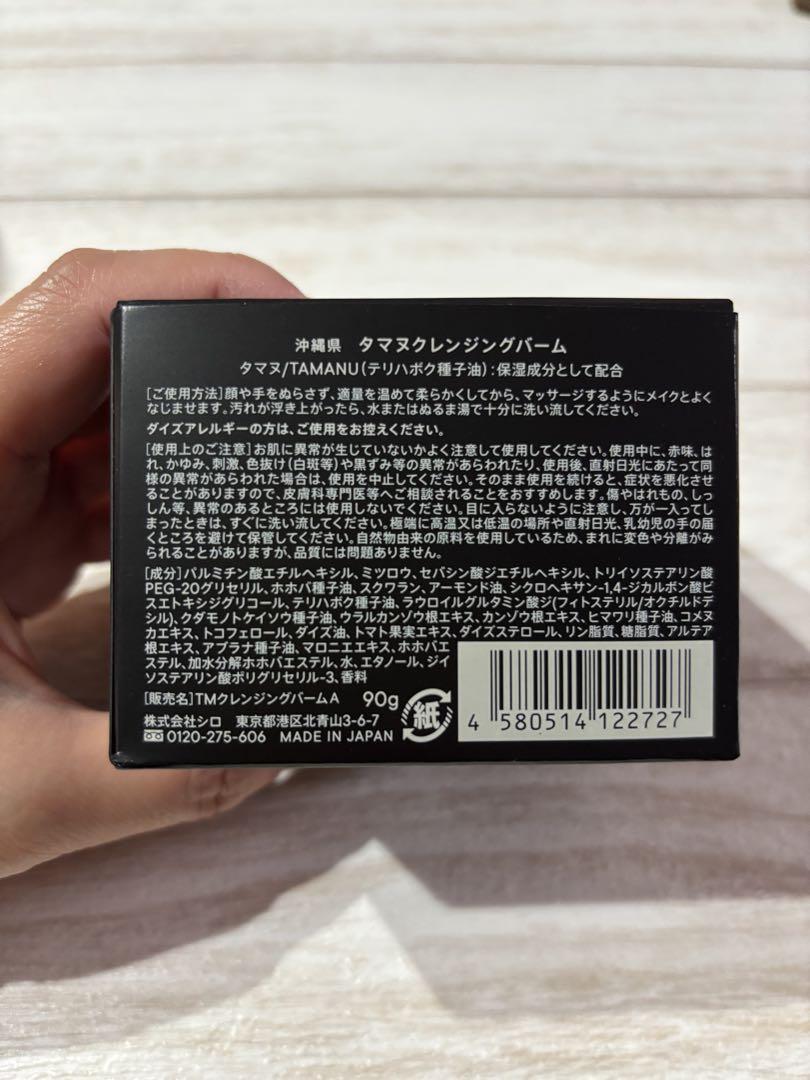 沖縄県 タマヌクレンジングバーム
タマヌ/TAMANU(テリハボク種子油):保湿成分として配合
[ご使用方法]顔や手をぬらさず、適量を温めて柔らかくしてから、マッサージするようにメイクとよく
なじませます。汚れが浮き上がったら、水またはぬるま湯で十分に洗い流してください。
ダイズアレルギーの方は、ご使用をお控えください。
[使用上のご注意]お肌に異常が生じていないかよく注意して使用してください。使用中に、赤味、は
れ、かゆみ、刺激、色抜け(白斑等)や黒ずみ等の異常があらわれたり、使用後、直射日光にあたって同
様の異常があらわれた場合は、使用を中止してください。そのまま使用を続けると、症状を悪化させ
ることがありますので、皮膚科専門医等へご相談されることをおすすめします。傷やはれもの、しっ
しん等、異常のあるところには使用しないでください。目に入らないように注意し、万が一入ってし
まったときは、すぐに洗い流してください。極端に高温又は低温の場所や直射日光、乳幼児の手の届
くところを避けて保管してください。自然物由来の原料を使用しているため、まれに変色や分離がみ
られることがありますが、品質には問題ありません。
[成分]パルミチン酸エチルヘキシル、ミツロウ、セバシン酸ジエチルヘキシル、トリイソステアリン酸
PEG-20グリセリル、ホホバ種子油、スクワラン、アーモンド油、シクロヘキサン-1,4-ジカルボン酸ビ
スエトキシジグリコール、テリハボク種子油、ラウロイルグルタミン酸ジ(フィトステリル/オクチルドデ
シル)、クダモノトケイソウ種子油、ウラルカンゾウ根エキス、カンゾウ根エキス、ヒマワリ種子油、コメヌ
カエキス、トコフェロール、ダイズ油、トマト果実エキス、ダイズステロール、リン脂質、糖脂質、アルテア
根エキス、アブラナ種子油、マロニエエキス、ホホバエ
ステル、加水分解ホホバエステル、水、エタノール、ジイ
ソステアリン酸ポリグリセリル-3、香料
[販売名]TMクレンジングバームA 90g
紙
株式会社シロ 東京都港区北青山3-6-7
0120-275-606 MADE IN JAPAN
4 580514 122727